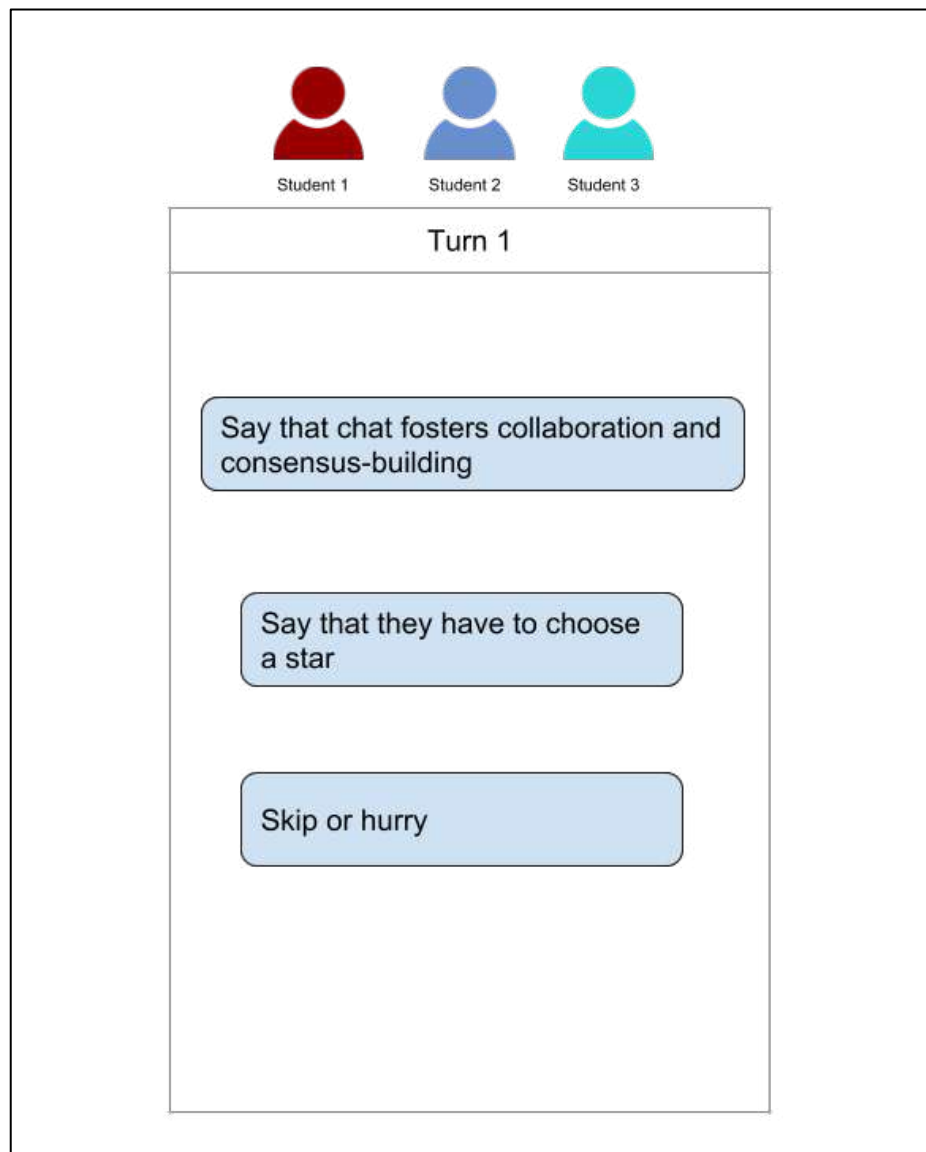 Student 1
Student 2
Student 3
Turn 1
Say that chat fosters collaboration and
consensus-building
Say that they have to choose
a star
Skip or hurry